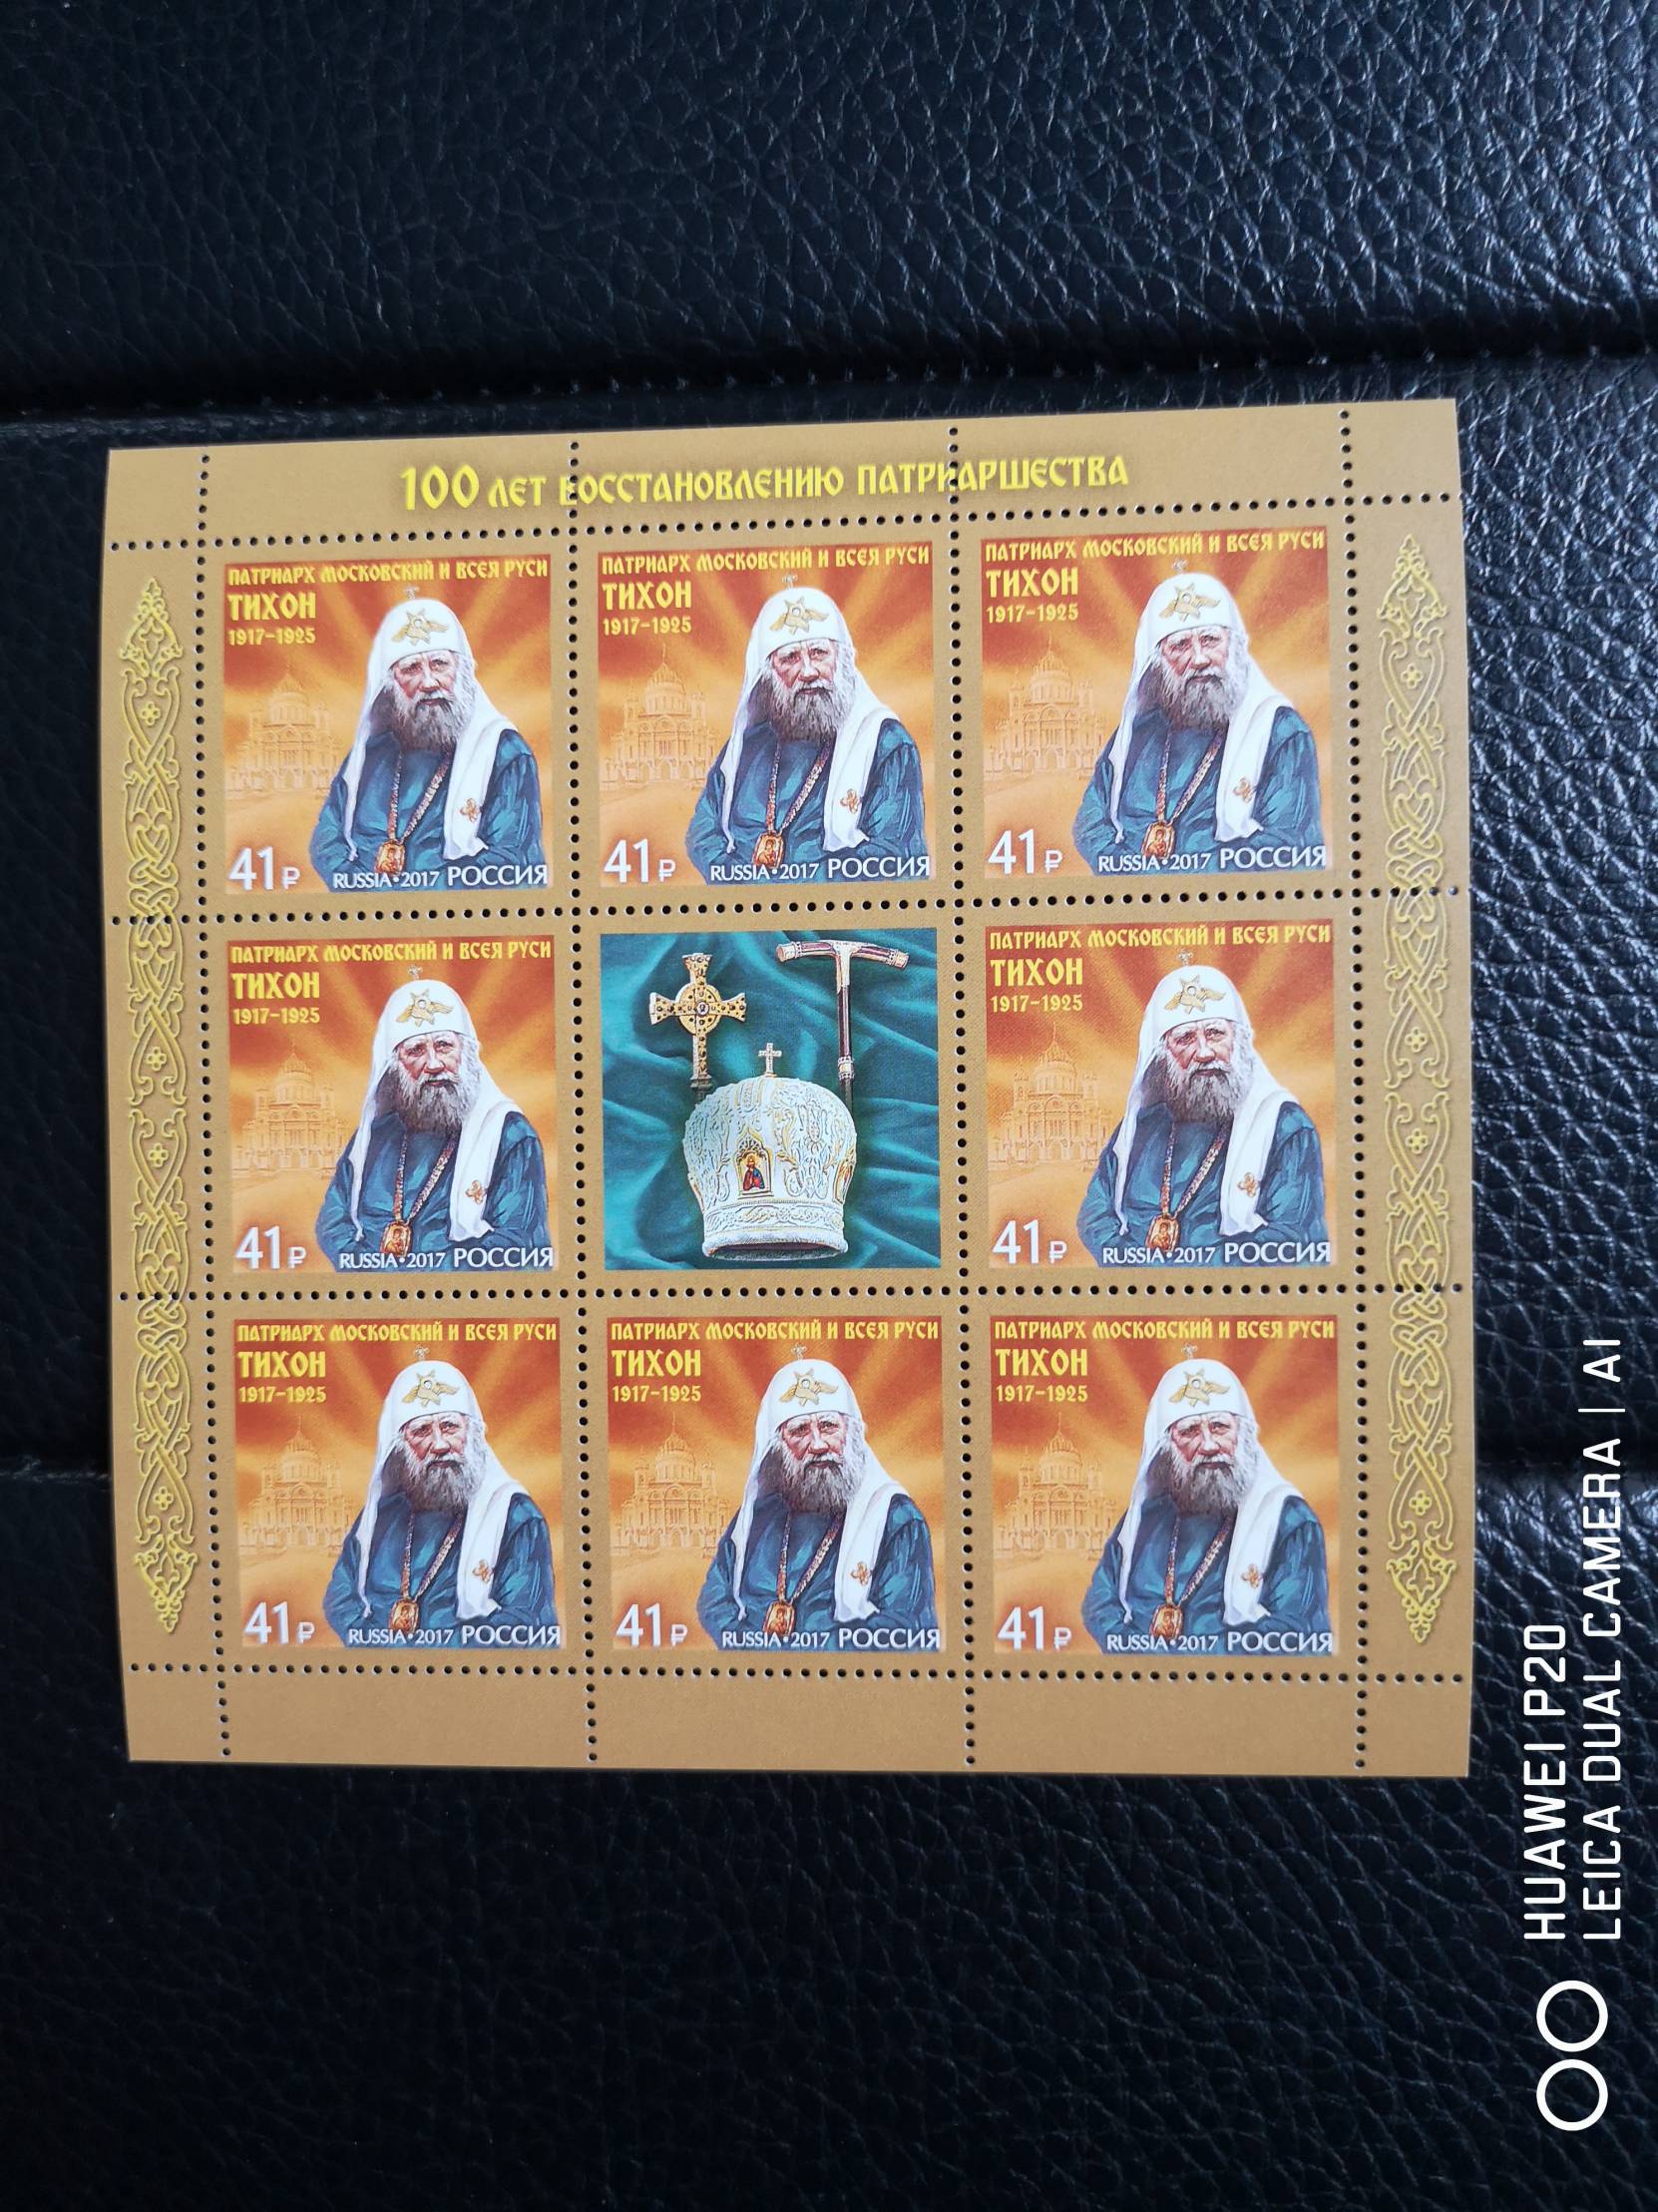 100 ЛЕТ ВОССТАНОВЛЕНИЮ ПАТРИАРШЕСТВА
ПАТРИАРХ МОСКОВСКИЙ И ВСЕЯ РУСИ
ТИХОН
1917-1925
41₽
RUSSIA•2017 РОССИЯ
ПАТРИАРХ МОСКОВСКИЙ И ВСЕЯ РУСИ
ТИХОН
1917-1925
41₽
RUSSIA•2017 РОССИЯ
ПАТРИАРХ МОСКОВСКИЙ И ВСЕЯ РУСИ
ТИХОН
1917-1925
41₽
RUSSIA•2017 РОССИЯ
ПАТРИАРХ МОСКОВСКИЙ И ВСЕЯ РУСИ
ТИХОН
1917-1925
41₽
RUSSIA•2017 РОССИЯ
ПАТРИАРХ МОСКОВСКИЙ И ВСЕЯ РУСИ
ТИХОН
1917-1925
41₽
RUSSIA•2017 РОССИЯ
ПАТРИАРХ МОСКОВСКИЙ И ВСЕЯ РУСИ
ТИХОН
1917-1925
41₽
RUSSIA•2017 РОССИЯ
ПАТРИАРХ МОСКОВСКИЙ И ВСЕЯ РУСИ
ТИХОН
1917-1925
41₽
RUSSIA•2017 РОССИЯ
ПАТРИАРХ МОСКОВСКИЙ И ВСЕЯ РУСИ
ТИХОН
1917-1925
41₽
RUSSIA•2017 РОССИЯ
HUAWEI P20
LEICA DUAL CAMERA | AI